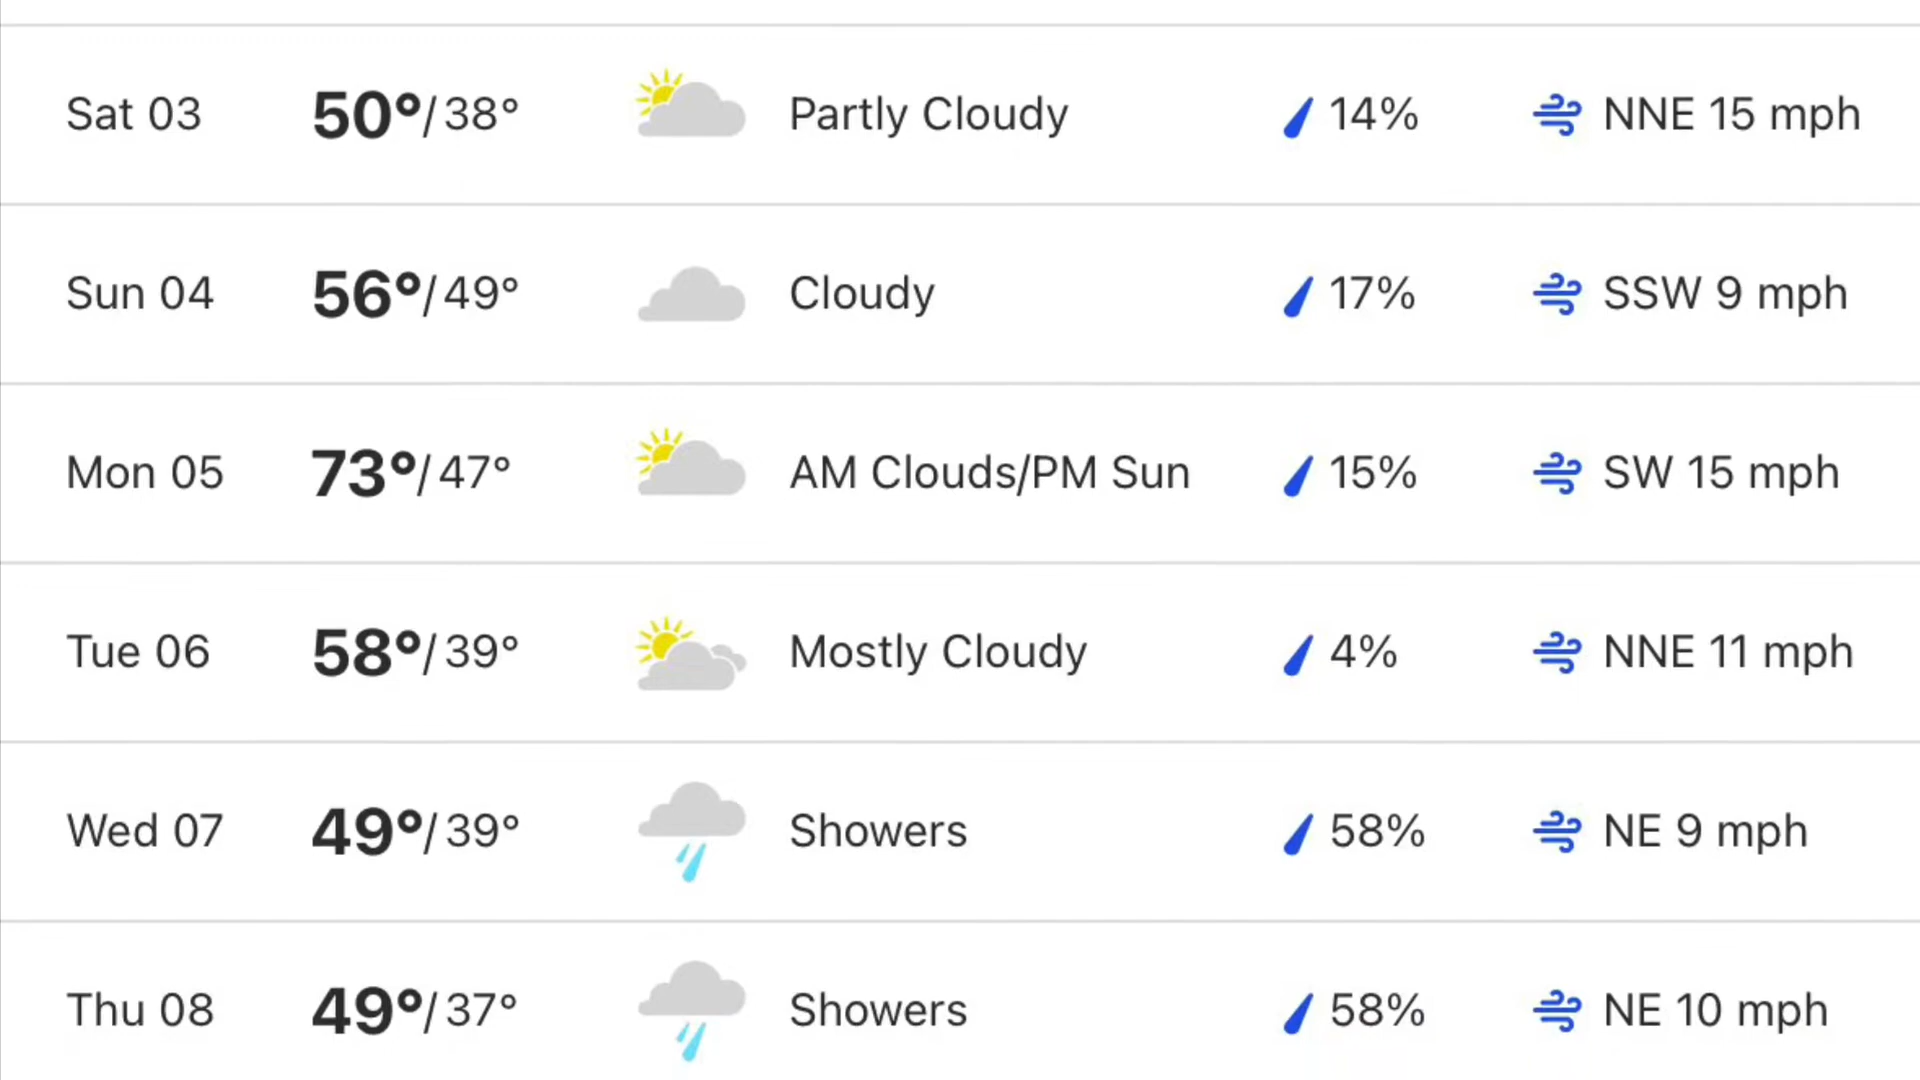 Sat 03 50°/38° Partly Cloudy 14% NNE 15 mph
Sun 04 56°/49° Cloudy 17% SSW 9 mph
Mon 05 73°/47° AM Clouds/PM Sun 15% SW 15 mph
Tue 06 58°/39° Mostly Cloudy 4% NNE 11 mph
Wed 07 49°/39° Showers 58% NE 9 mph
Thu 08 49°/37° Showers 58% NE 10 mph